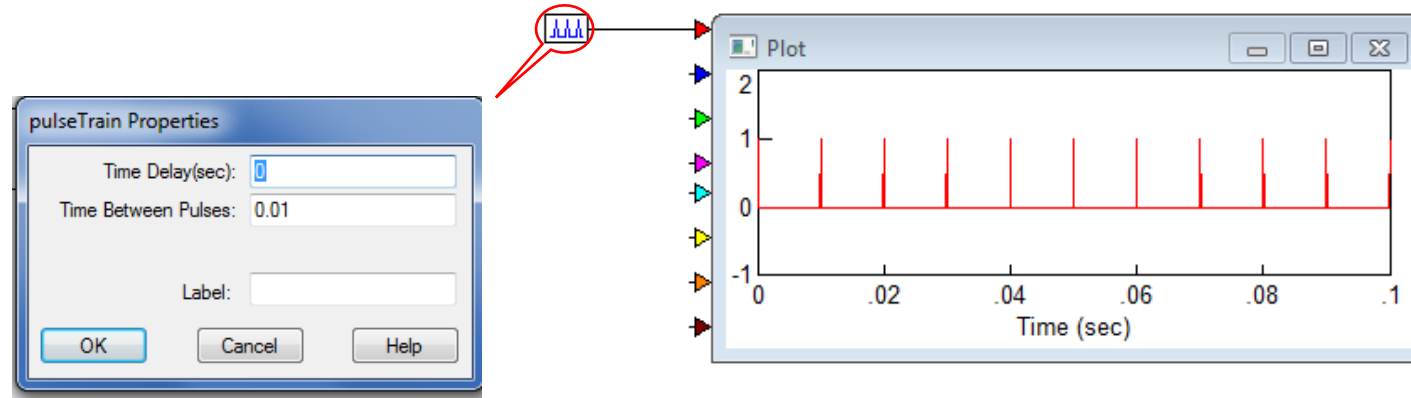 pulseTrain Properties
Time Delay(sec): 0
Time Between Pulses: 0.01
Label:
OK Cancel Help
Plot
2
1
0
-1
0 .02 .04 .06 .08 .1
Time (sec)